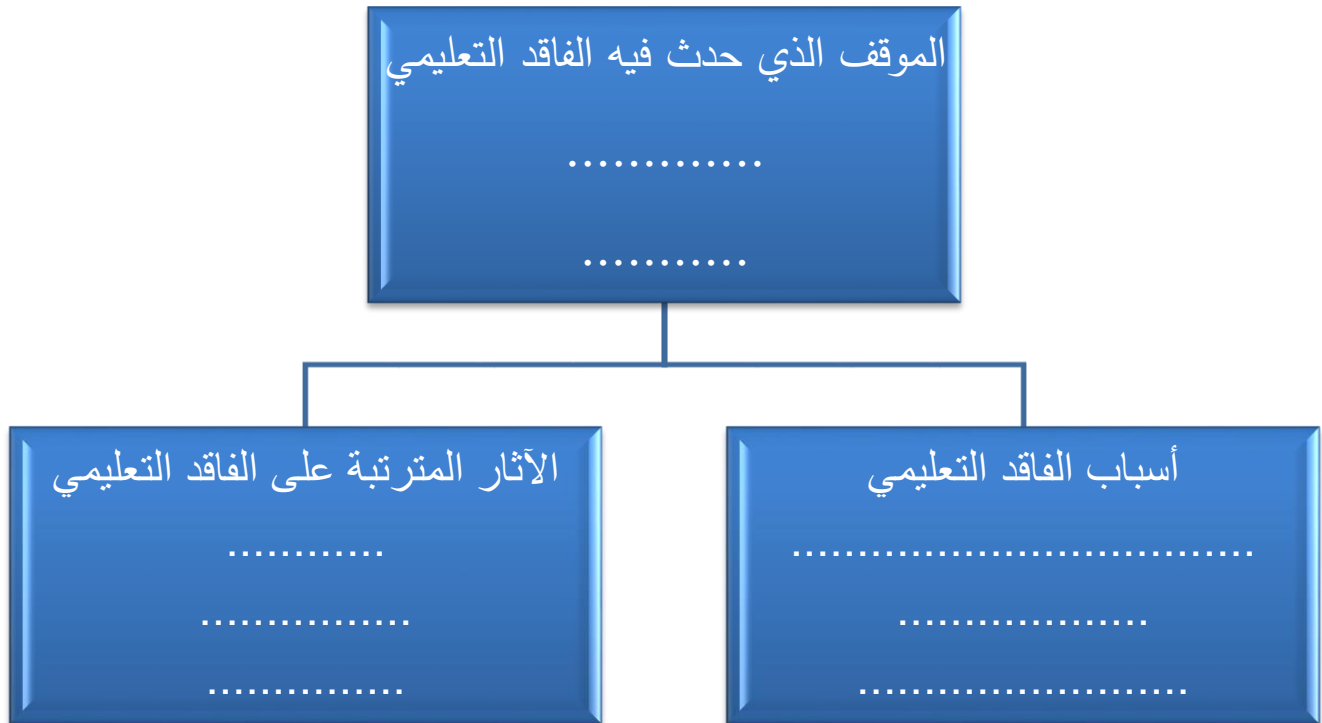 الموقف الذي حدث فيه الفاقد التعليمي
.............
...........
أسباب الفاقد التعليمي
...................................
...................
.........................
الآثار المترتبة على الفاقد التعليمي
............
................
...............